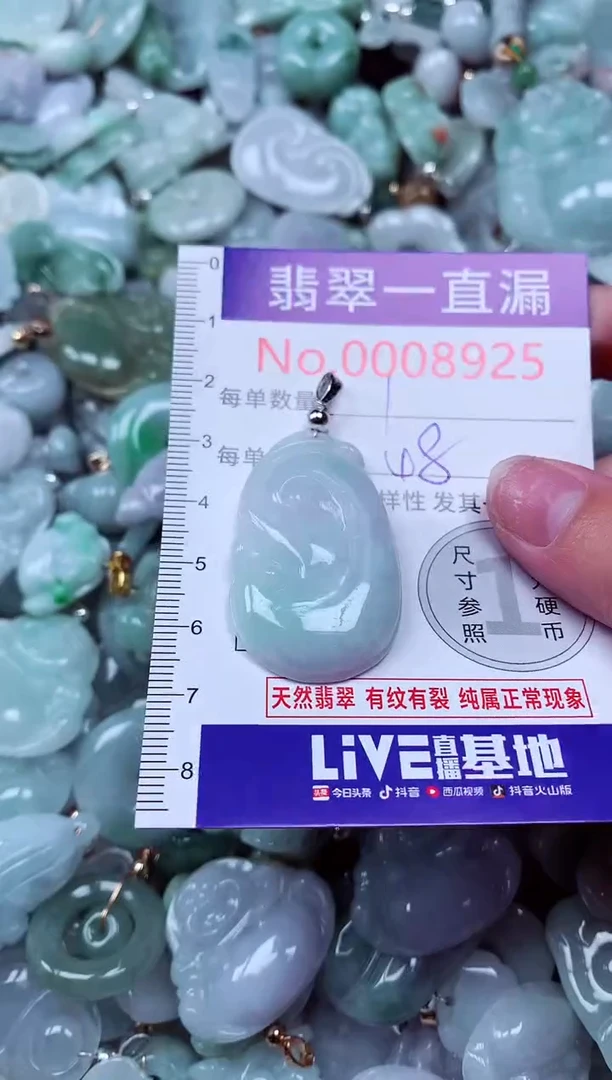 0
翡翠一直漏
1
No.0008925
2
每单数量
3
每单
68
4
样性 发其
5
尺寸参照
1
硬币
6
7
天然翡翠 有纹有裂 纯属正常现象
8
LIVE直播基地
头条 今日头条 抖音 西瓜视频 抖音火山版